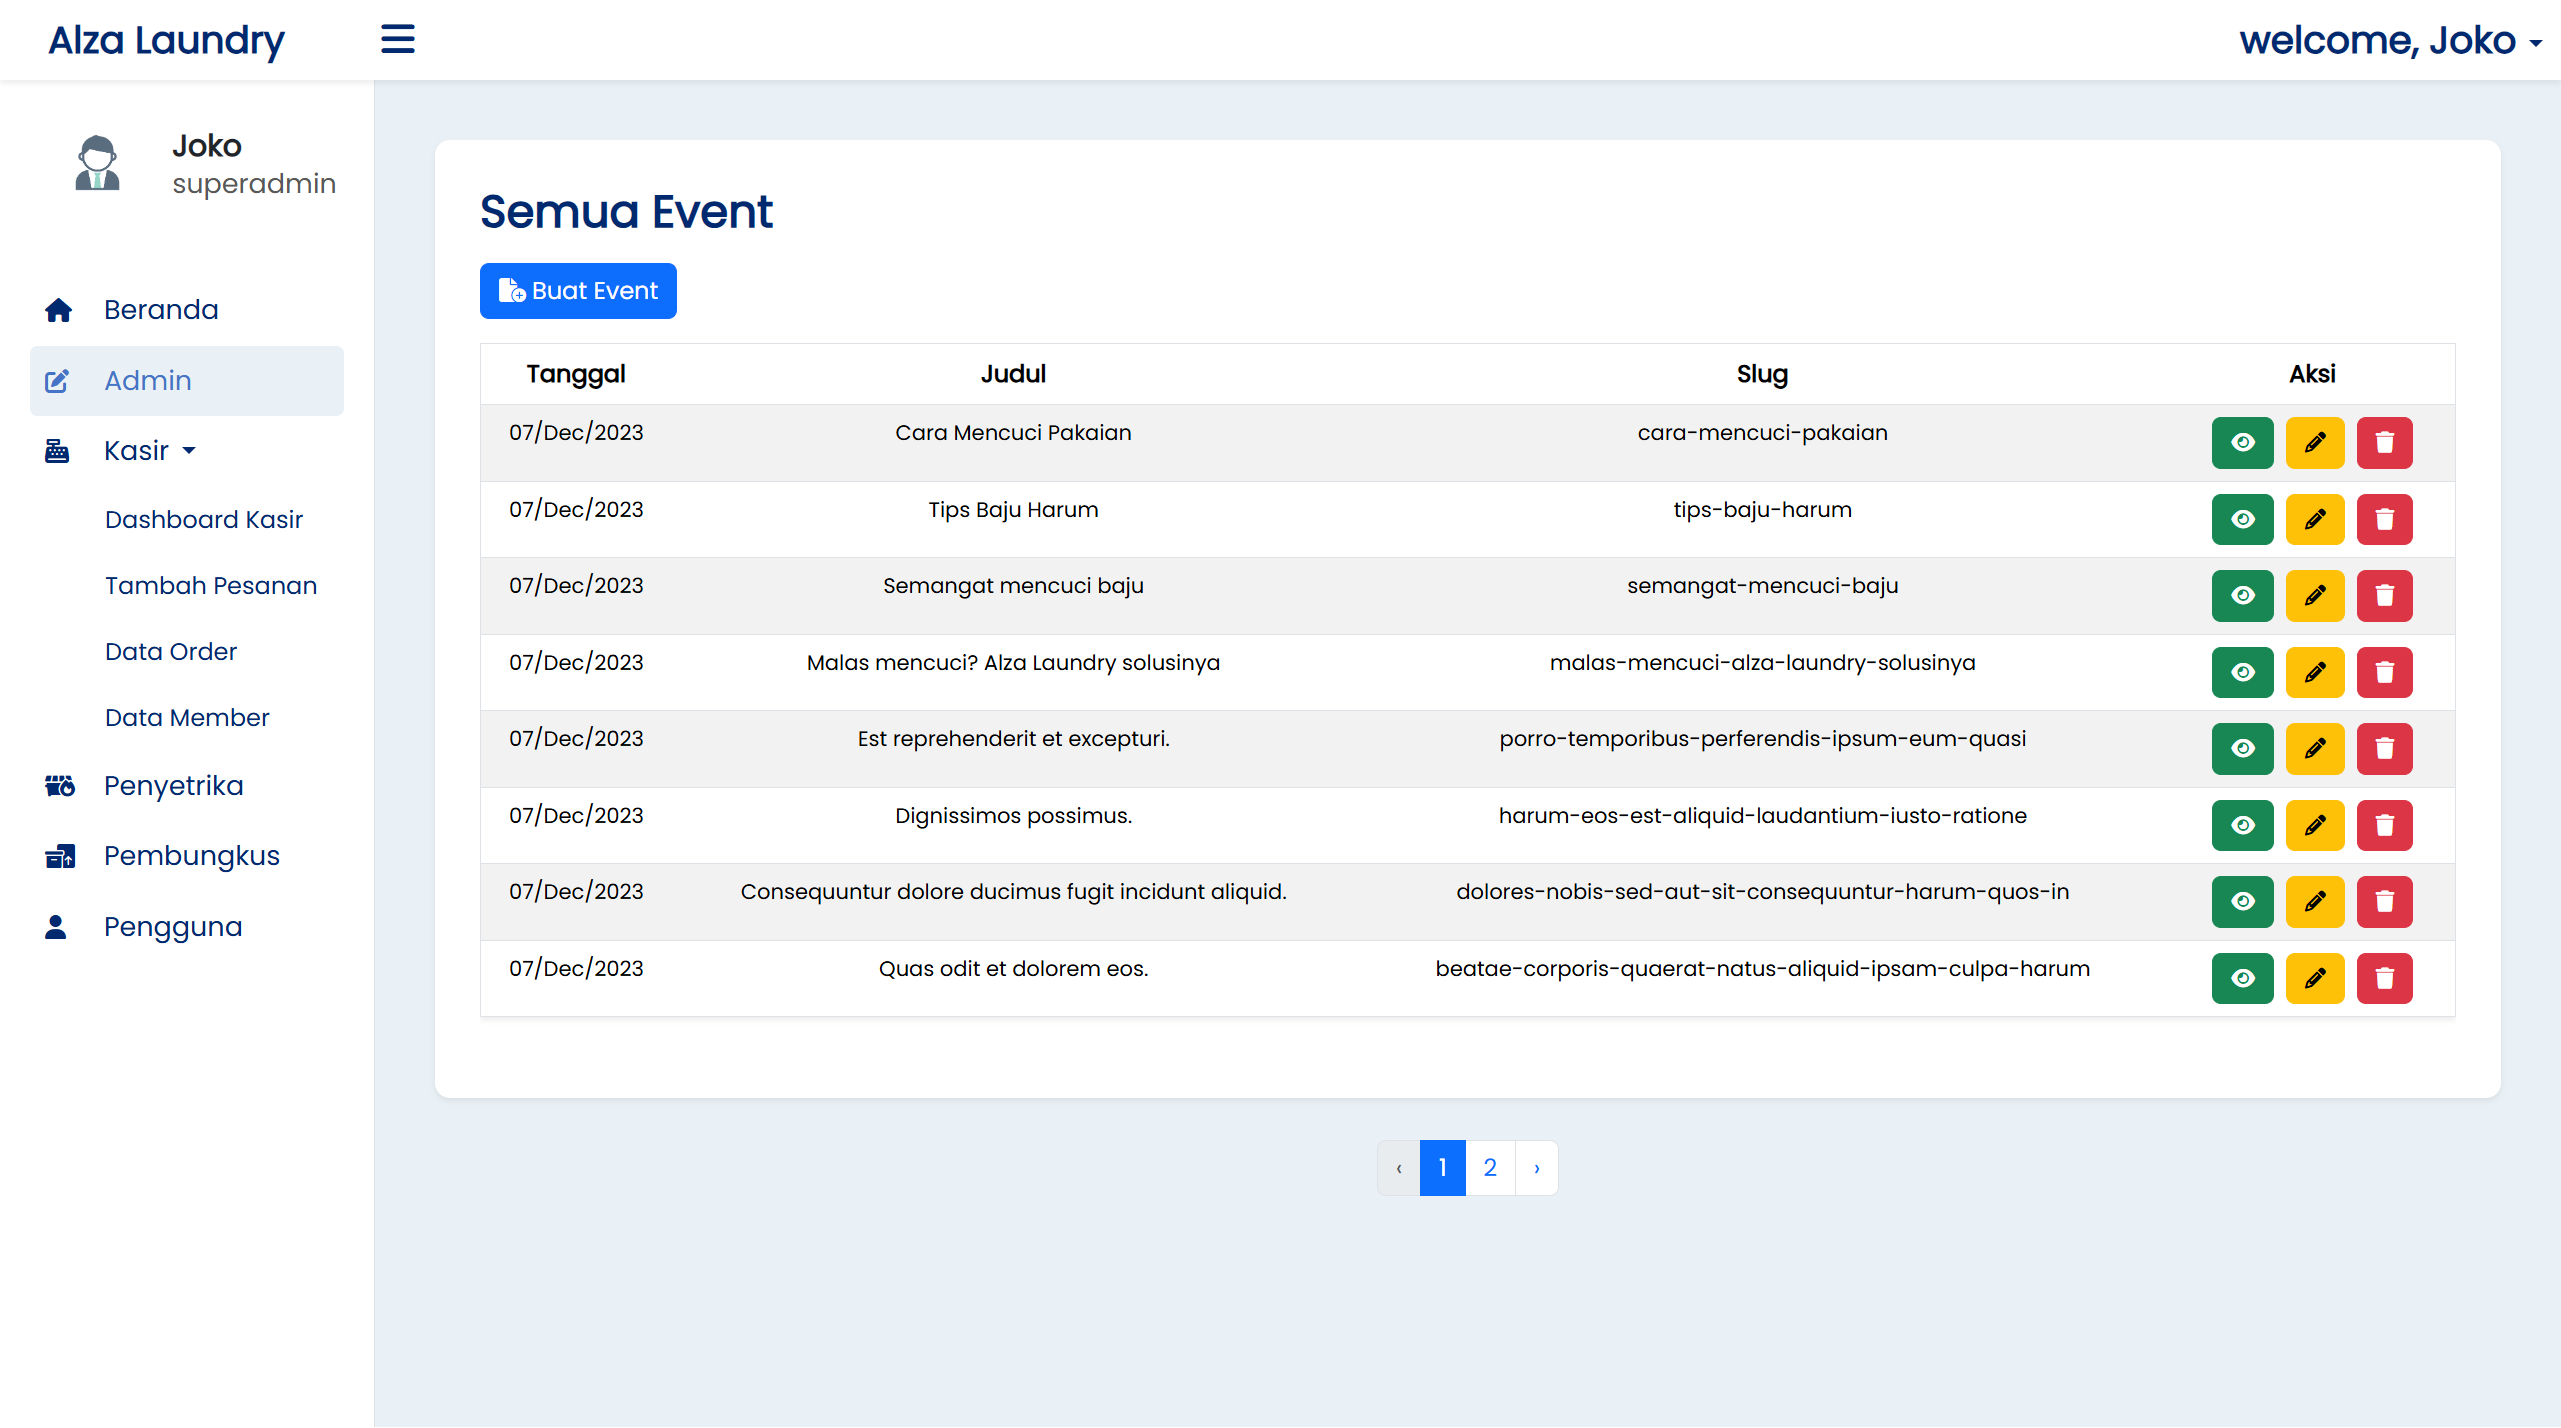 Alza Laundry
welcome, Joko
Joko
superadmin
Beranda
Admin
Kasir
Dashboard Kasir
Tambah Pesanan
Data Order
Data Member
Penyetrika
Pembungkus
Pengguna
Semua Event
Buat Event
Tanggal Judul Slug Aksi
07/Dec/2023 Cara Mencuci Pakaian cara-mencuci-pakaian
07/Dec/2023 Tips Baju Harum tips-baju-harum
07/Dec/2023 Semangat mencuci baju semangat-mencuci-baju
07/Dec/2023 Malas mencuci? Alza Laundry solusinya malas-mencuci-alza-laundry-solusinya
07/Dec/2023 Est reprehenderit et excepturi. porro-temporibus-perferendis-ipsum-eum-quasi
07/Dec/2023 Dignissimos possimus. harum-eos-est-aliquid-laudantium-iusto-ratione
07/Dec/2023 Consequuntur dolore ducimus fugit incidunt aliquid. dolores-nobis-sed-aut-sit-consequuntur-harum-quos-in
07/Dec/2023 Quas odit et dolorem eos. beatae-corporis-quaerat-natus-aliquid-ipsam-culpa-harum
‹ 1 2 ›